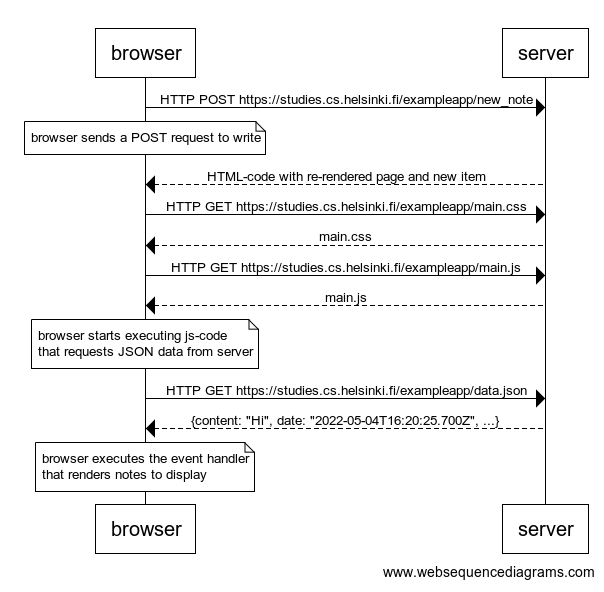 browser
server
HTTP POST https://studies.cs.helsinki.fi/exampleapp/new_note
browser sends a POST request to write
HTML-code with re-rendered page and new item
HTTP GET https://studies.cs.helsinki.fi/exampleapp/main.css
main.css
HTTP GET https://studies.cs.helsinki.fi/exampleapp/main.js
main.js
browser starts executing js-code
that requests JSON data from server
HTTP GET https://studies.cs.helsinki.fi/exampleapp/data.json
{content: "Hi", date: "2022-05-04T16:20:25.700Z", ...}
browser executes the event handler
that renders notes to display
browser
server
www.websequencediagrams.com